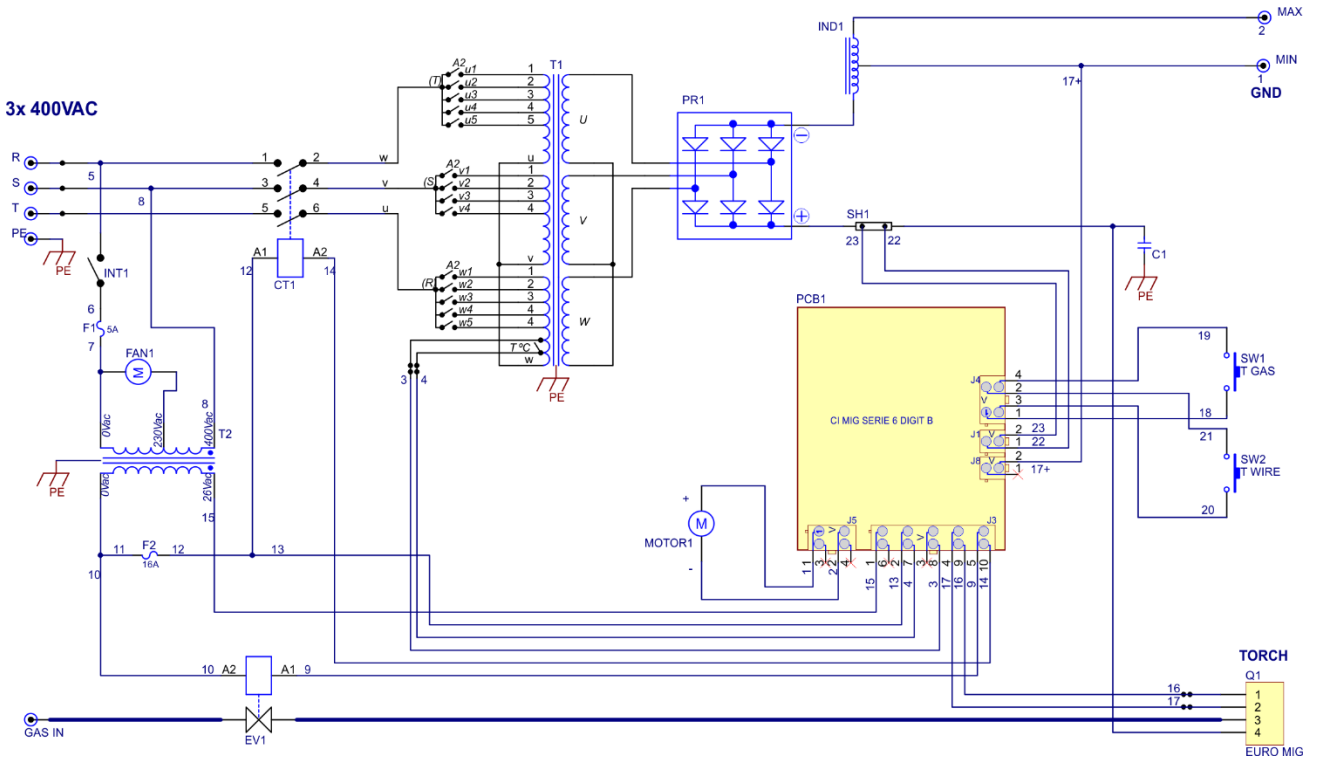 MAX
2
IND1
MIN
1
GND
17+
3x 400VAC
R
S
T
PE
PE
5
8
1 2
3 4
5 6
w
v
u
A2
(T)
u1
u2
u3
u4
u5
1
2
3
4
5
u
T1
U
A2
(S
v1
v2
v3
v4
1
2
3
4
v
V
A2
(R
w1
w2
w3
w4
w5
1
2
3
4
4
T ºC
w
W
PE
3 4
PR1
SH1
23 22
C1
PE
INT1
6
F1 5A
7
FAN1
M
A1 A2
12 14
CT1
8
0Vac
230Vac
400Vac
T2
PE
0Vac
26Vac
15
11 F2 12 13
16A
10
PCB1
CI MIG SERIE 6 DIGIT B
J4
4
2
3
1
V
J1
V
2 23
1 22
J8
V
2
1 17+
19
SW1
T GAS
18
21
SW2
T WIRE
20
+
M
MOTOR1
-
1 V J5
V J3
1 3 2 4
1 2
1 6 2 7 3 8 4 9 5 10
15 13 4 3 17 16 9 14
10 A2 A1 9
EV1
GAS IN
TORCH
Q1
16
17
1
2
3
4
EURO MIG